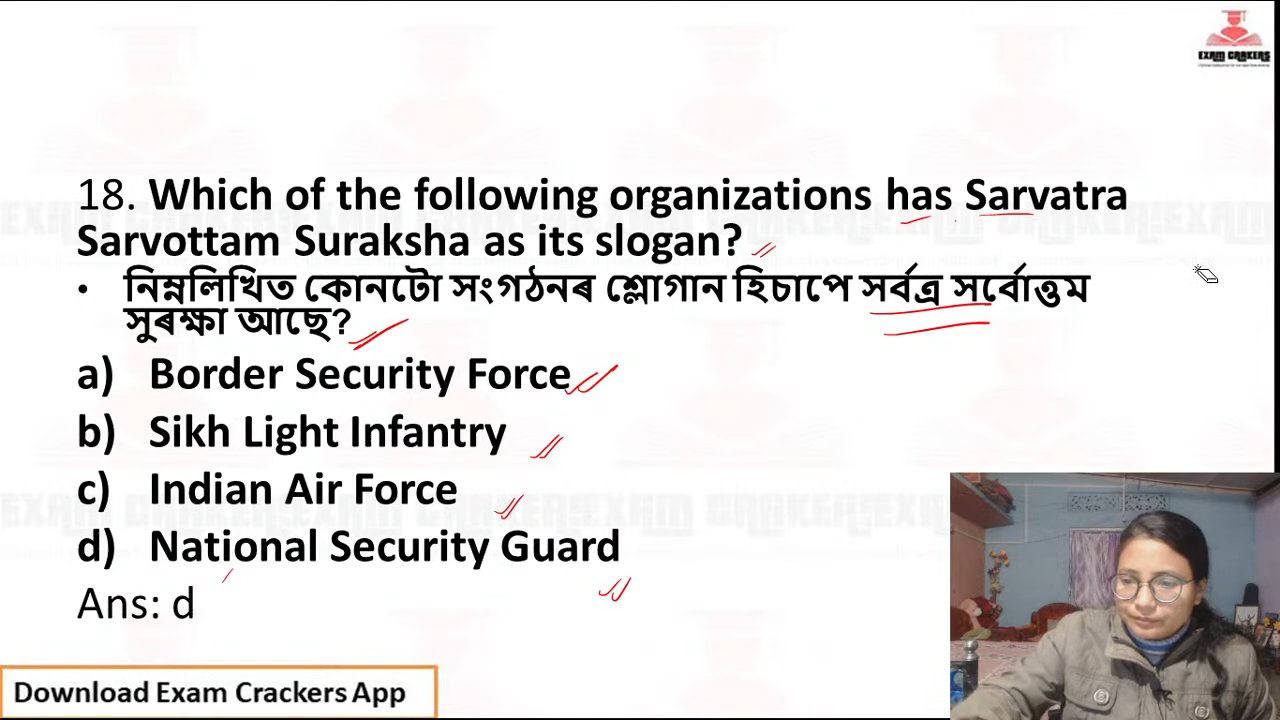 EXAM CRAKERS
18. Which of the following organizations has Sarvatra
Sarvottam Suraksha as its slogan?
• নিম্নলিখিত কোনটো সংগঠনৰ শ্লোগান হিচাপে সৰ্বত্ৰ সৰ্বোত্তম
সুৰক্ষা আছে?
a) Border Security Force
b) Sikh Light Infantry
c) Indian Air Force
d) National Security Guard
Ans: d
Download Exam Crackers App